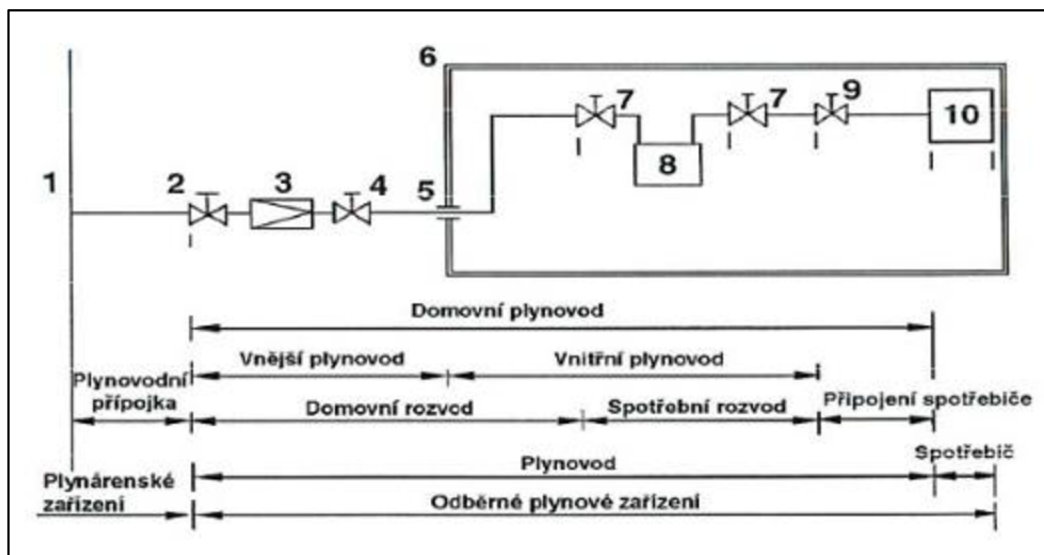 6
7
7
9
10
8
1
2
3
4
5
Domovní plynovod
Vnější plynovod
Vnitřní plynovod
Plynovodní
přípojka
Domovní rozvod
Spotřební rozvod
Připojení spotřebiče
Plynovod
Spotřebič
Plynárenské
zařízení
Odběrné plynové zařízení